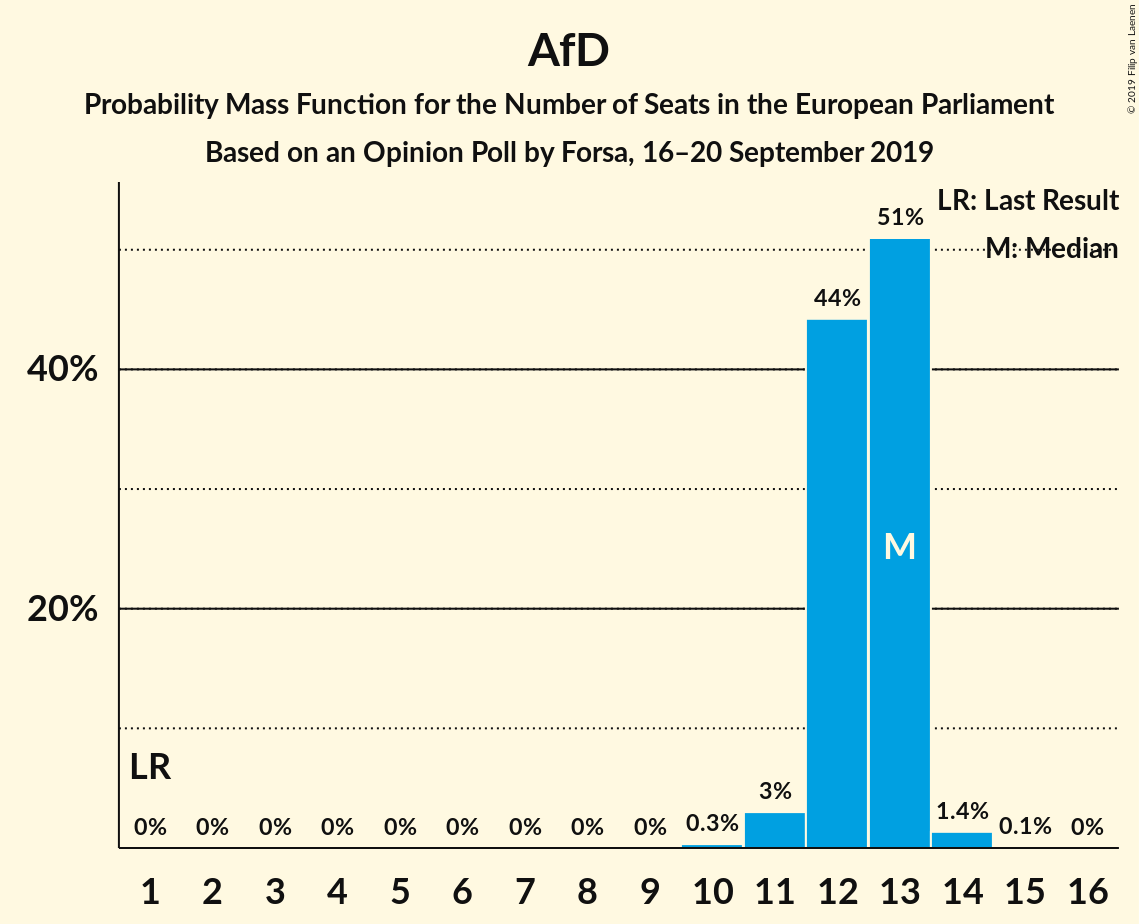 AfD
Probability Mass Function for the Number of Seats in the European Parliament
Based on an Opinion Poll by Forsa, 16–20 September 2019
© 2019 Filip van Laenen
LR: Last Result
M: Median
51%
44%
40%
M
20%
LR
0% 0% 0% 0% 0% 0% 0% 0% 0% 0.3% 3% 1.4% 0.1% 0%
1 2 3 4 5 6 7 8 9 10 11 12 13 14 15 16